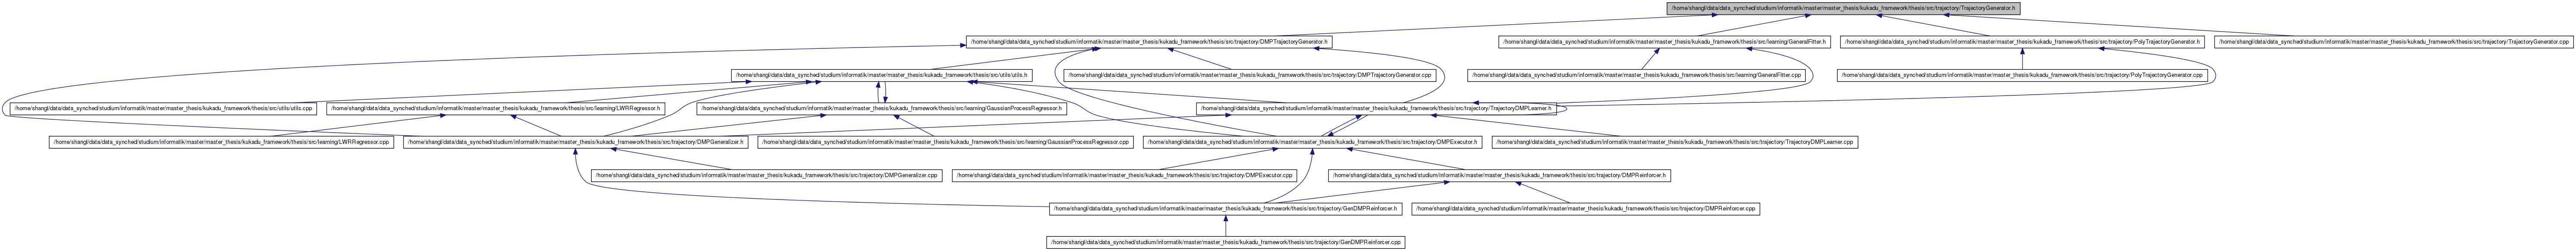 /home/shangl/data/data_synched/studium/informatik/master/master_thesis/kukadu_framework/thesis/src/trajectory/TrajectoryGenerator.h
/home/shangl/data/data_synched/studium/informatik/master/master_thesis/kukadu_framework/thesis/src/trajectory/DMPTrajectoryGenerator.h
/home/shangl/data/data_synched/studium/informatik/master/master_thesis/kukadu_framework/thesis/src/learning/GeneralFitter.h
/home/shangl/data/data_synched/studium/informatik/master/master_thesis/kukadu_framework/thesis/src/trajectory/PolyTrajectoryGenerator.h
/home/shangl/data/data_synched/studium/informatik/master/master_thesis/kukadu_framework/thesis/src/trajectory/TrajectoryGenerator.cpp
/home/shangl/data/data_synched/studium/informatik/master/master_thesis/kukadu_framework/thesis/src/utils/utils.h
/home/shangl/data/data_synched/studium/informatik/master/master_thesis/kukadu_framework/thesis/src/trajectory/DMPTrajectoryGenerator.cpp
/home/shangl/data/data_synched/studium/informatik/master/master_thesis/kukadu_framework/thesis/src/learning/GeneralFitter.cpp
/home/shangl/data/data_synched/studium/informatik/master/master_thesis/kukadu_framework/thesis/src/trajectory/PolyTrajectoryGenerator.cpp
/home/shangl/data/data_synched/studium/informatik/master/master_thesis/kukadu_framework/thesis/src/utils/utils.cpp
/home/shangl/data/data_synched/studium/informatik/master/master_thesis/kukadu_framework/thesis/src/learning/LWRRegressor.h
/home/shangl/data/data_synched/studium/informatik/master/master_thesis/kukadu_framework/thesis/src/learning/GaussianProcessRegressor.h
/home/shangl/data/data_synched/studium/informatik/master/master_thesis/kukadu_framework/thesis/src/trajectory/TrajectoryDMPLearner.h
/home/shangl/data/data_synched/studium/informatik/master/master_thesis/kukadu_framework/thesis/src/learning/LWRRegressor.cpp
/home/shangl/data/data_synched/studium/informatik/master/master_thesis/kukadu_framework/thesis/src/trajectory/DMPGeneralizer.h
/home/shangl/data/data_synched/studium/informatik/master/master_thesis/kukadu_framework/thesis/src/learning/GaussianProcessRegressor.cpp
/home/shangl/data/data_synched/studium/informatik/master/master_thesis/kukadu_framework/thesis/src/trajectory/DMPExecutor.h
/home/shangl/data/data_synched/studium/informatik/master/master_thesis/kukadu_framework/thesis/src/trajectory/TrajectoryDMPLearner.cpp
/home/shangl/data/data_synched/studium/informatik/master/master_thesis/kukadu_framework/thesis/src/trajectory/DMPGeneralizer.cpp
/home/shangl/data/data_synched/studium/informatik/master/master_thesis/kukadu_framework/thesis/src/trajectory/DMPExecutor.cpp
/home/shangl/data/data_synched/studium/informatik/master/master_thesis/kukadu_framework/thesis/src/trajectory/DMPReinforcer.h
/home/shangl/data/data_synched/studium/informatik/master/master_thesis/kukadu_framework/thesis/src/trajectory/GenDMPReinforcer.h
/home/shangl/data/data_synched/studium/informatik/master/master_thesis/kukadu_framework/thesis/src/trajectory/DMPReinforcer.cpp
/home/shangl/data/data_synched/studium/informatik/master/master_thesis/kukadu_framework/thesis/src/trajectory/GenDMPReinforcer.cpp